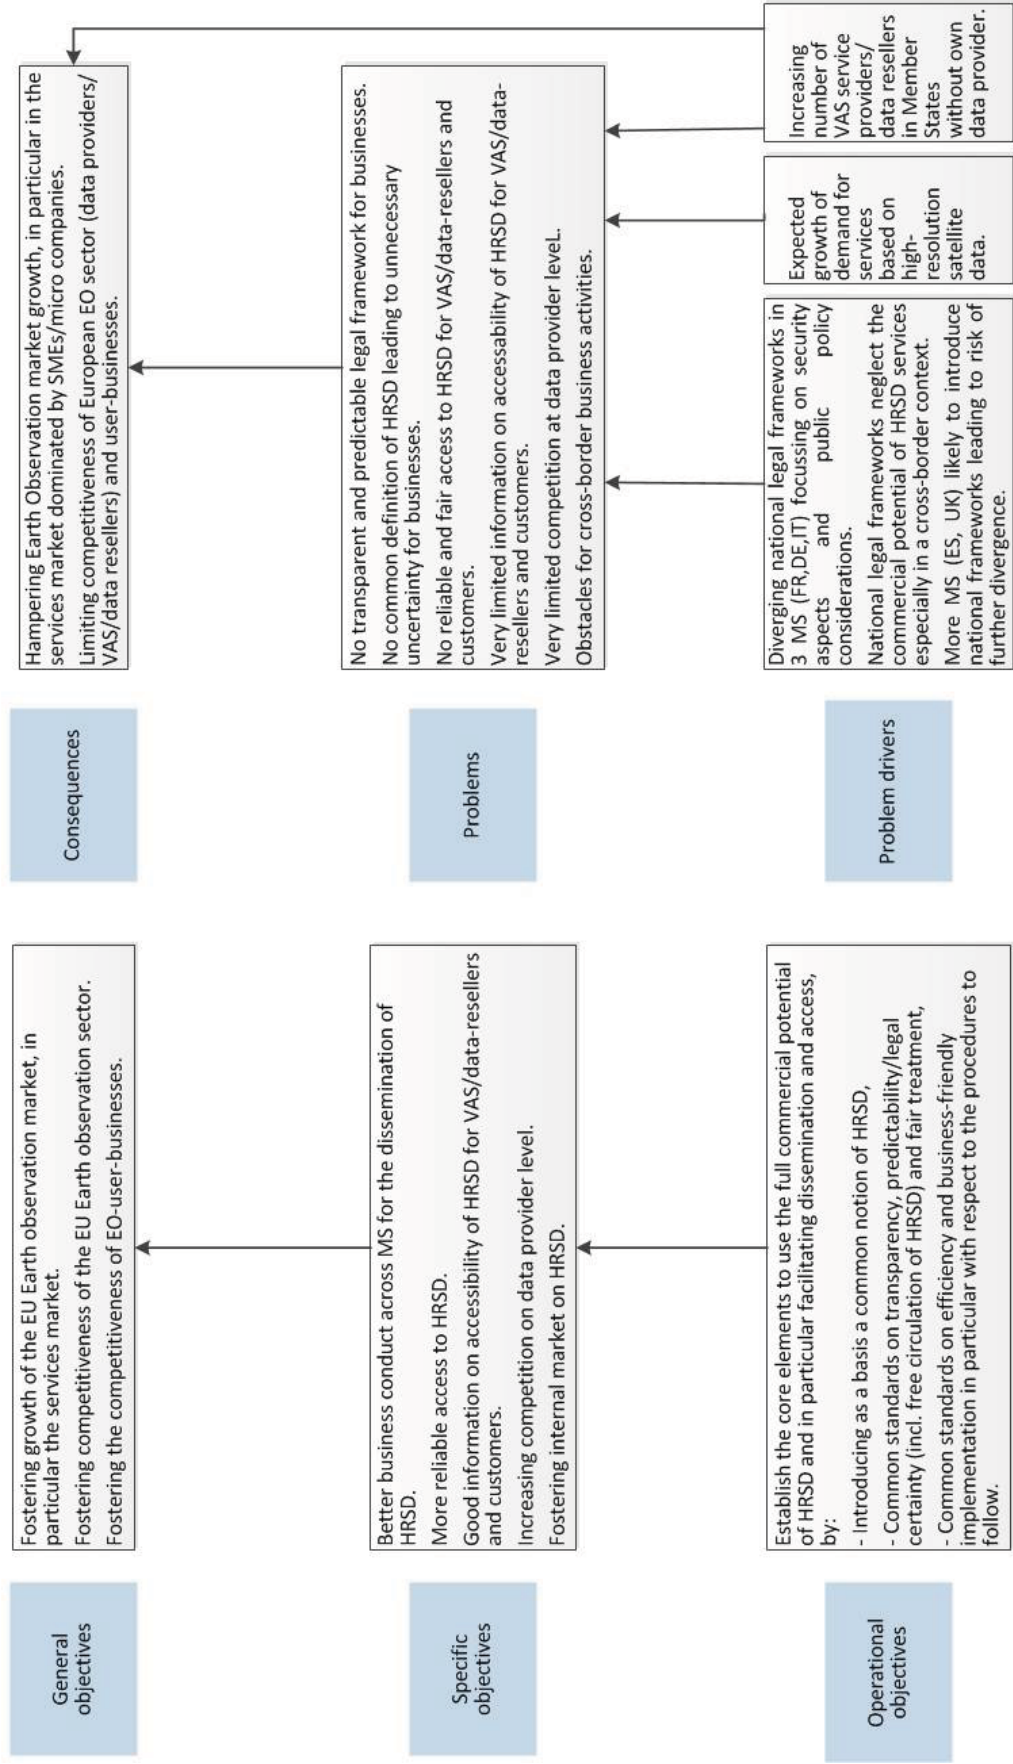 General
objectives
Fostering growth of the EU Earth observation market, in
particular the services market.
Fostering competitiveness of the EU Earth observation sector.
Fostering the competitiveness of EO-user-businesses.
Specific
objectives
Better business conduct across MS for the dissemination of
HRSD.
More reliable access to HRSD.
Good information on accessibility of HRSD for VAS/data-resellers
and customers.
Increasing competition on data provider level.
Fostering internal market on HRSD.
Operational
objectives
Establish the core elements to use the full commercial potential
of HRSD and in particular facilitating dissemination and access,
by:
- Introducing as a basis a common notion of HRSD,
- Common standards on transparency, predictability/legal
certainty (incl. free circulation of HRSD) and fair treatment,
- Common standards on efficiency and business-friendly
implementation in particular with respect to the procedures to
follow.
Consequences
Hampering Earth Observation market growth, in particular in the
services market dominated by SMEs/micro companies.
Limiting competitiveness of European EO sector (data providers/
VAS/data resellers) and user-businesses.
Problems
No transparent and predictable legal framework for businesses.
No common definition of HRSD leading to unnecessary
uncertainty for businesses.
No reliable and fair access to HRSD for VAS/data-resellers and
customers.
Very limited information on accessability of HRSD for VAS/data-
resellers and customers.
Very limited competition at data provider leveL.
Obstacles for cross-border business activities.
Problem drivers
Diverging national legal frameworks in
3 MS (FR,DE,IT) focussing on security
aspects and public policy
considerations.
National legal frameworks neglect the
commercial potential of HRSD services
especially in a cross-border context.
More MS (ES, UK) likely to introduce
national frameworks leading to risk of
further divergence.
Expected
growth of
demand for
services
based on
high-
resolution
satellite
data.
Increasing
number of
VAS service
providers/
data resellers
in Member
States
without own
data provider.